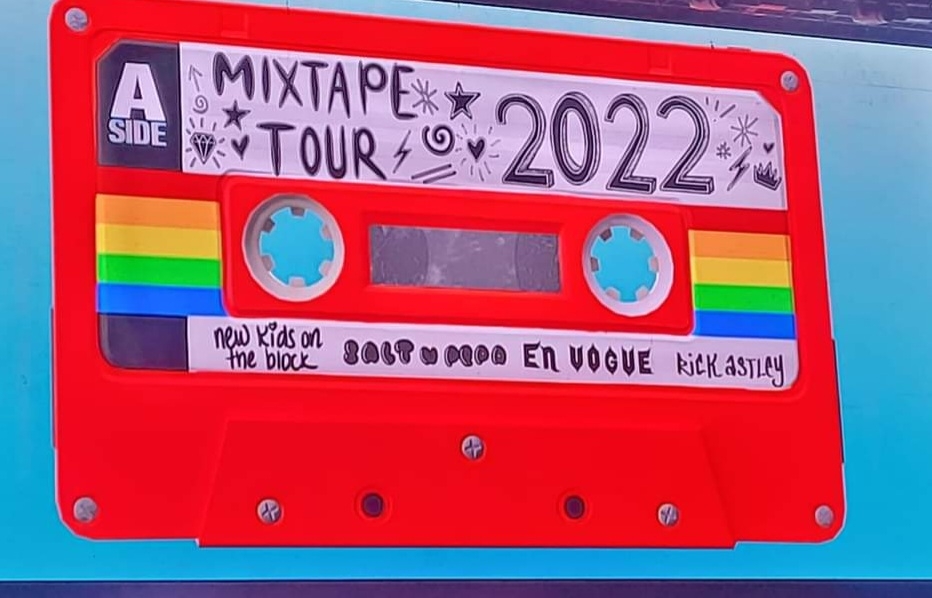 A
SIDE
MIXTAPE
TOUR
2022
new kids on
the block
SALT N PEPA
En VOGUE
RiCK aSTLey